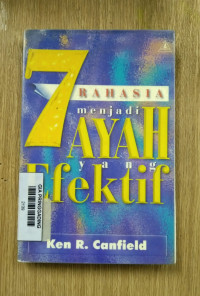 7
RAHASIA
menjadi
AYAH
yang
Efektif
Ken R. Canfield